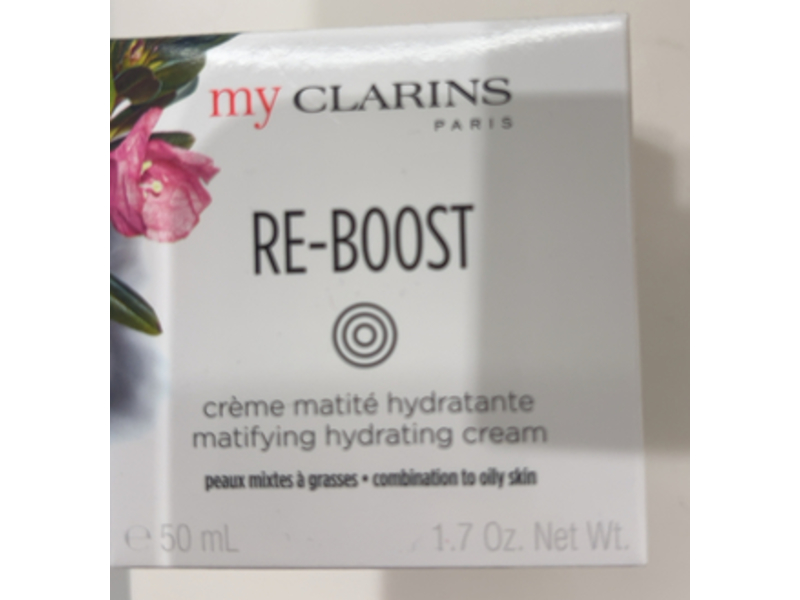 my CLARINS
PARIS
RE-BOOST
crème matité hydratante
matifying hydrating cream
peaux mixtes à grasses • combination to oily skin
℮ 50 mL 1.7 Oz. Net Wt.